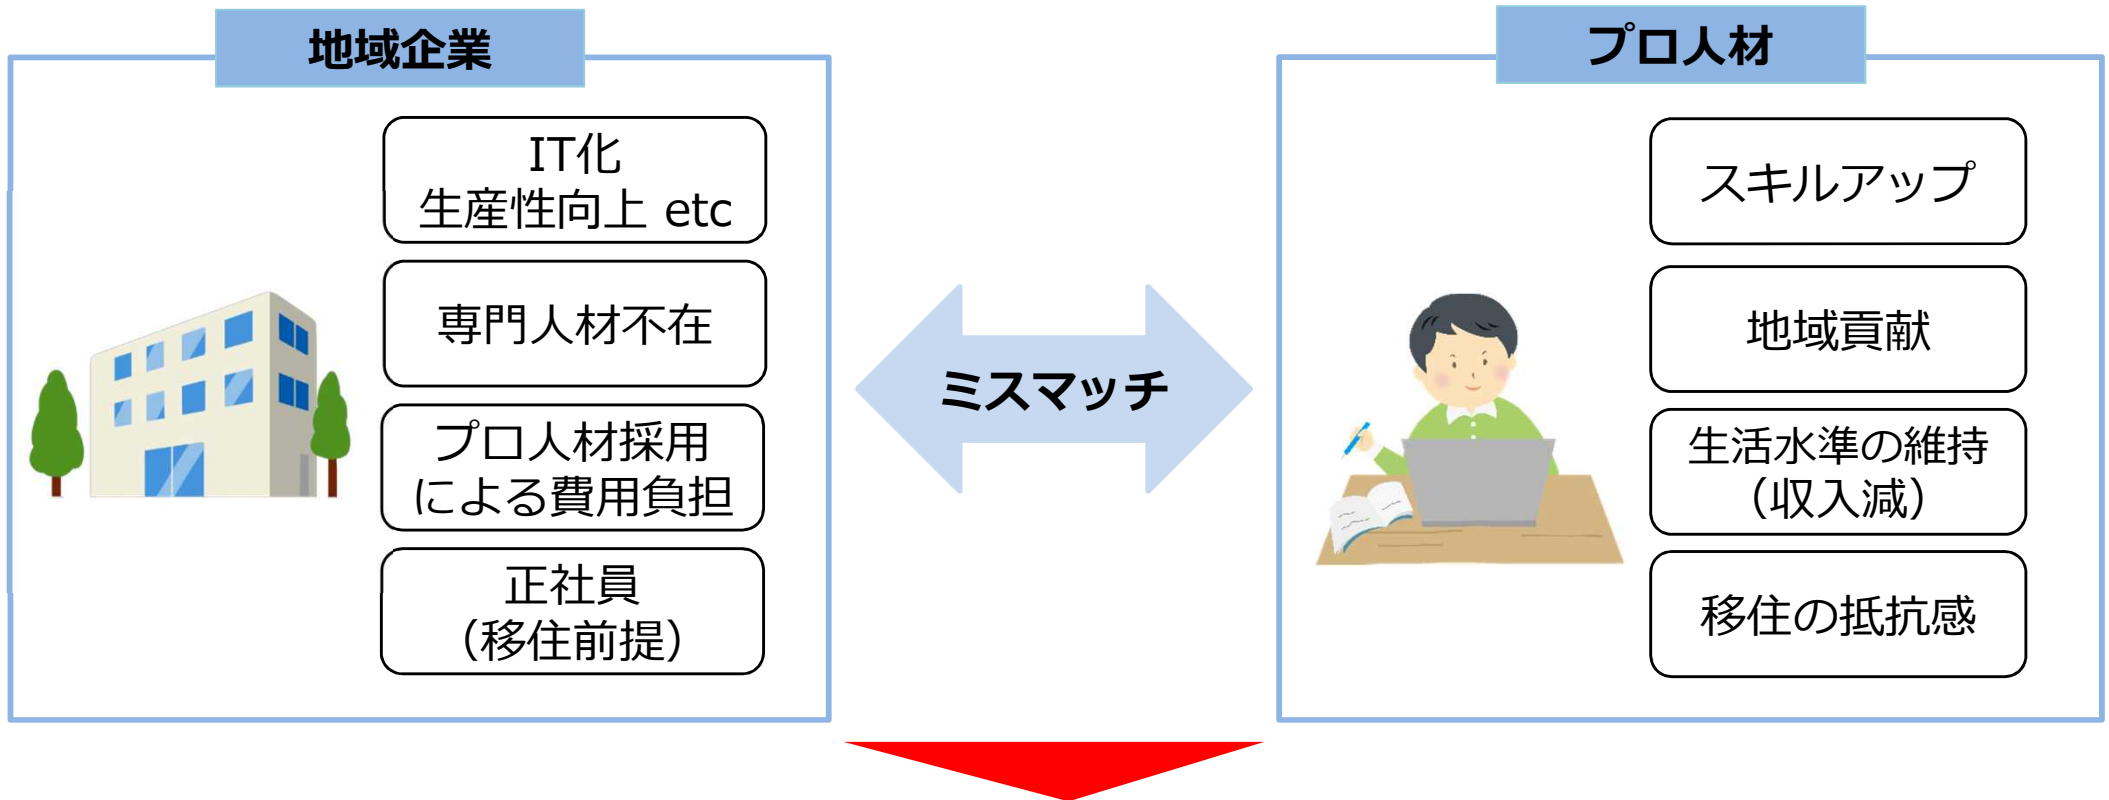 地域企業
IT化
生産性向上 etc
専門人材不在
プロ人材採用
による費用負担
正社員
（移住前提）
ミスマッチ
プロ人材
スキルアップ
地域貢献
生活水準の維持
（収入減）
移住の抵抗感